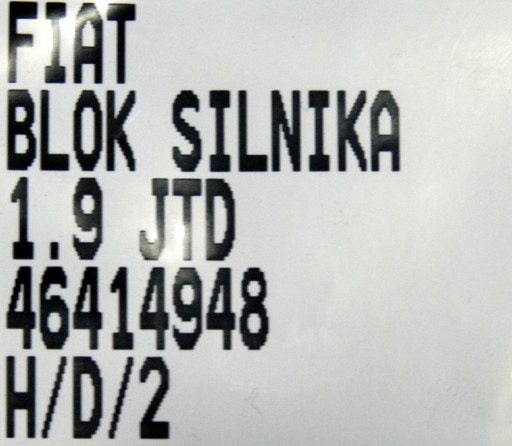 FIAT
BLOK SILNIKA
1.9 JTD
46414948
H/D/2